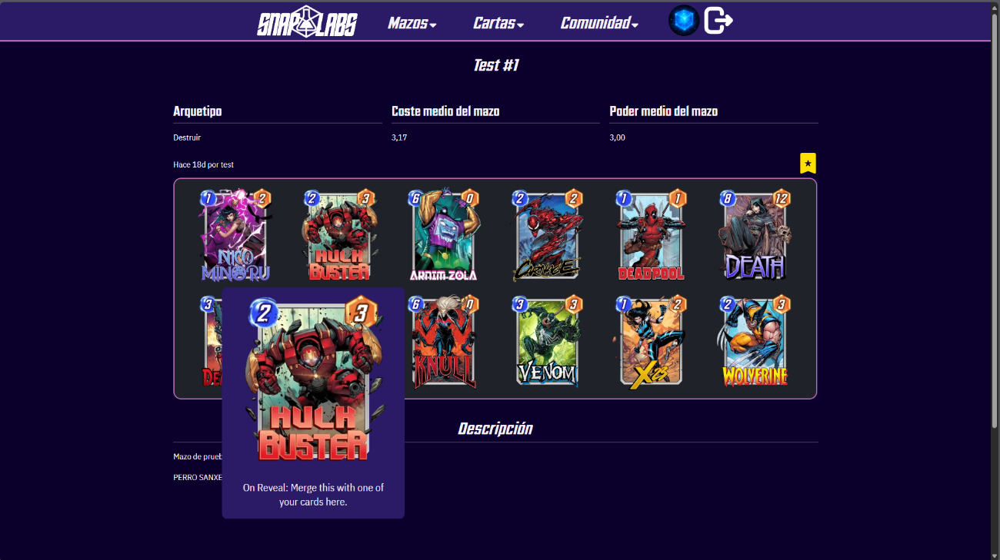 SNAP LABS
Mazos
Cartas
Comunidad
Test #1
Arquetipo
Coste medio del mazo
Poder medio del mazo
Destruir
3,17
3,00
Hace 18d por test
1 2
2 3
6 0
2 2
1 1
8 12
NICO
MINORU
HULK
BUSTER
ARNIM ZOLA
CARNAGE
DEADPOOL
DEATH
3
6 0
3 3
1 2
2 3
KNULL
VENOM
X-23
WOLVERINE
2 3
HULK
BUSTER
On Reveal: Merge this with one of
your cards here.
Descripción
Mazo de
PERRO SANXE